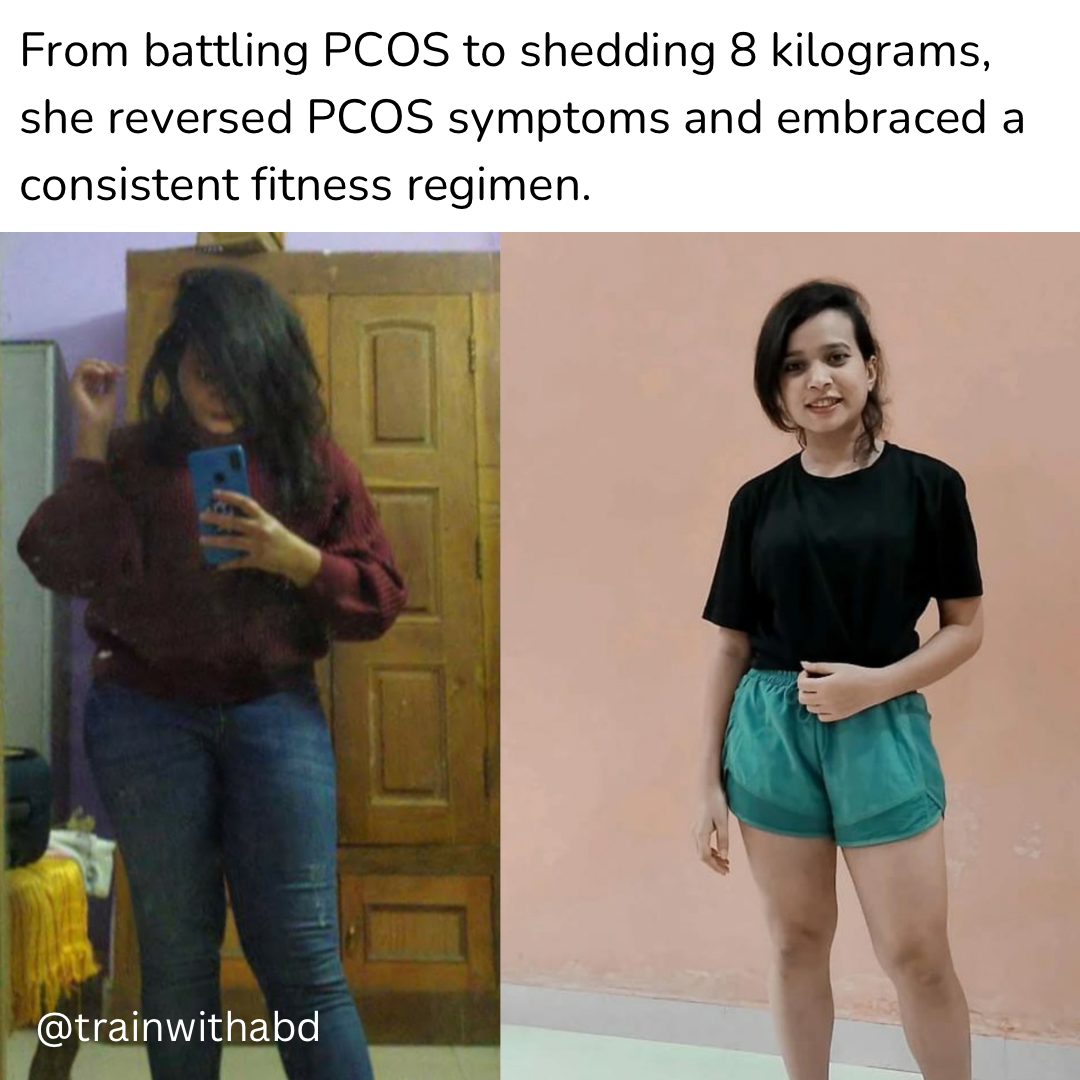 From battling PCOS to shedding 8 kilograms,
she reversed PCOS symptoms and embraced a
consistent fitness regimen.
@trainwithabd